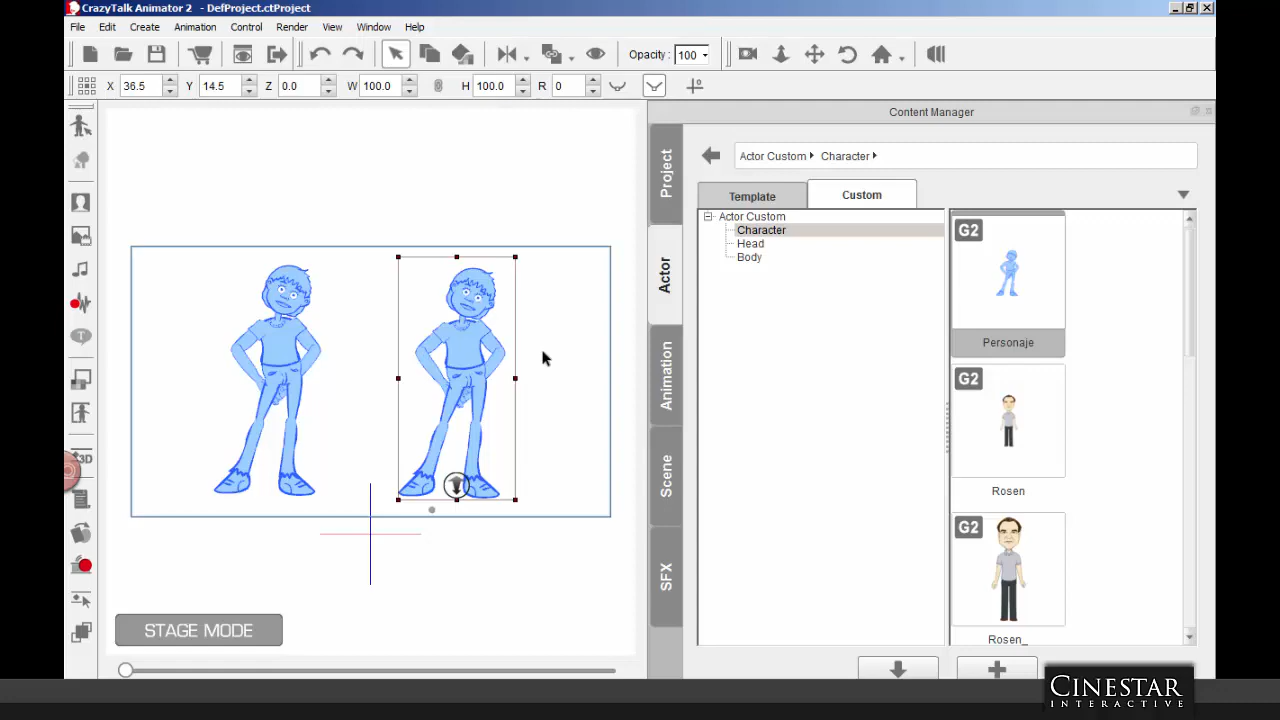 CrazyTalk Animator 2 - DefProject.ctProject
File Edit Create Animation Control Render View Window Help
Opacity: 100
X 36.5 Y 14.5 Z 0.0 W 100.0 H 100.0 R 0
Content Manager
Actor Custom Character
Template Custom
Actor Custom
Character
Head
Body
Project
Actor
Animation
Scene
SFX
G2
Personaje
G2
Rosen
G2
Rosen_
T
3D
STAGE MODE
CINESTAR
INTERACTIVE